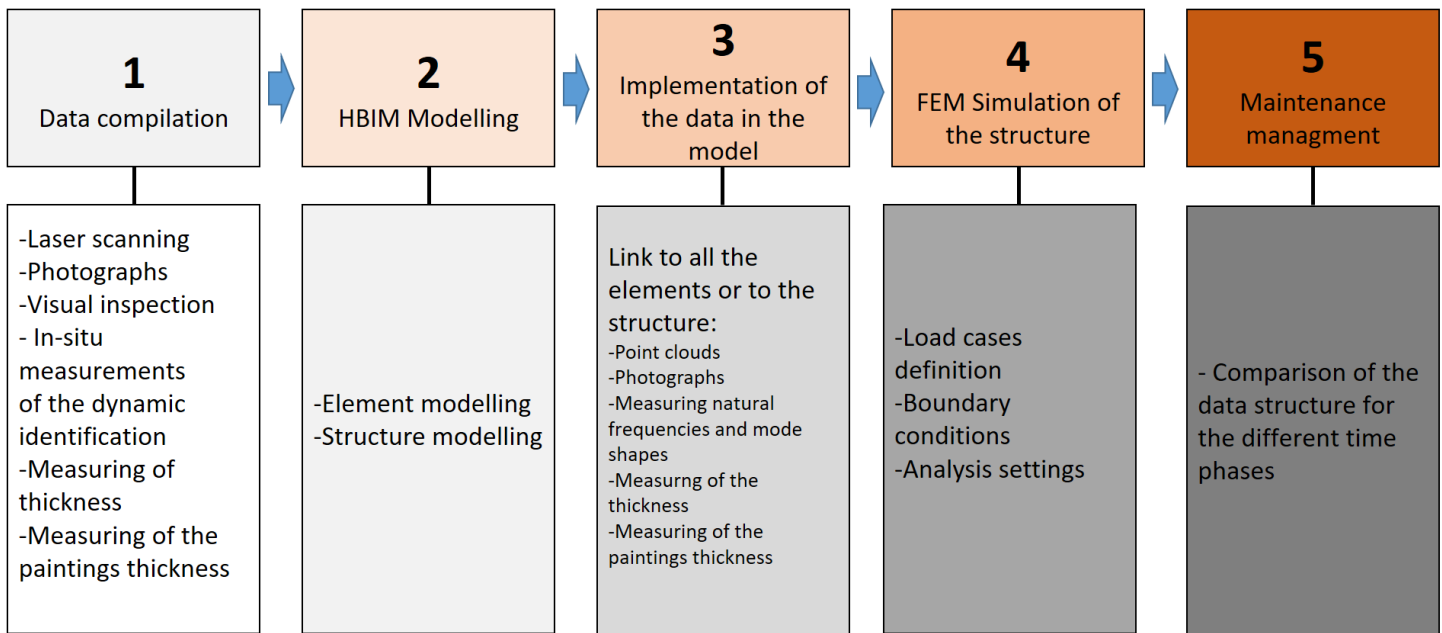 1
Data compilation
2
HBIM Modelling
3
Implementation of
the data in the
model
4
FEM Simulation of
the structure
5
Maintenance
managment
-Laser scanning
-Photographs
-Visual inspection
- In-situ
measurements
of the dynamic
identification
-Measuring of
thickness
-Measuring of the
paintings thickness
-Element modelling
-Structure modelling
Link to all the
elements or to the
structure:
-Point clouds
-Photographs
-Measuring natural
frequencies and mode
shapes
-Measurng of the
thickness
-Measuring of the
paintings thickness
-Load cases
definition
-Boundary
conditions
-Analysis settings
- Comparison of the
data structure for
the different time
phases